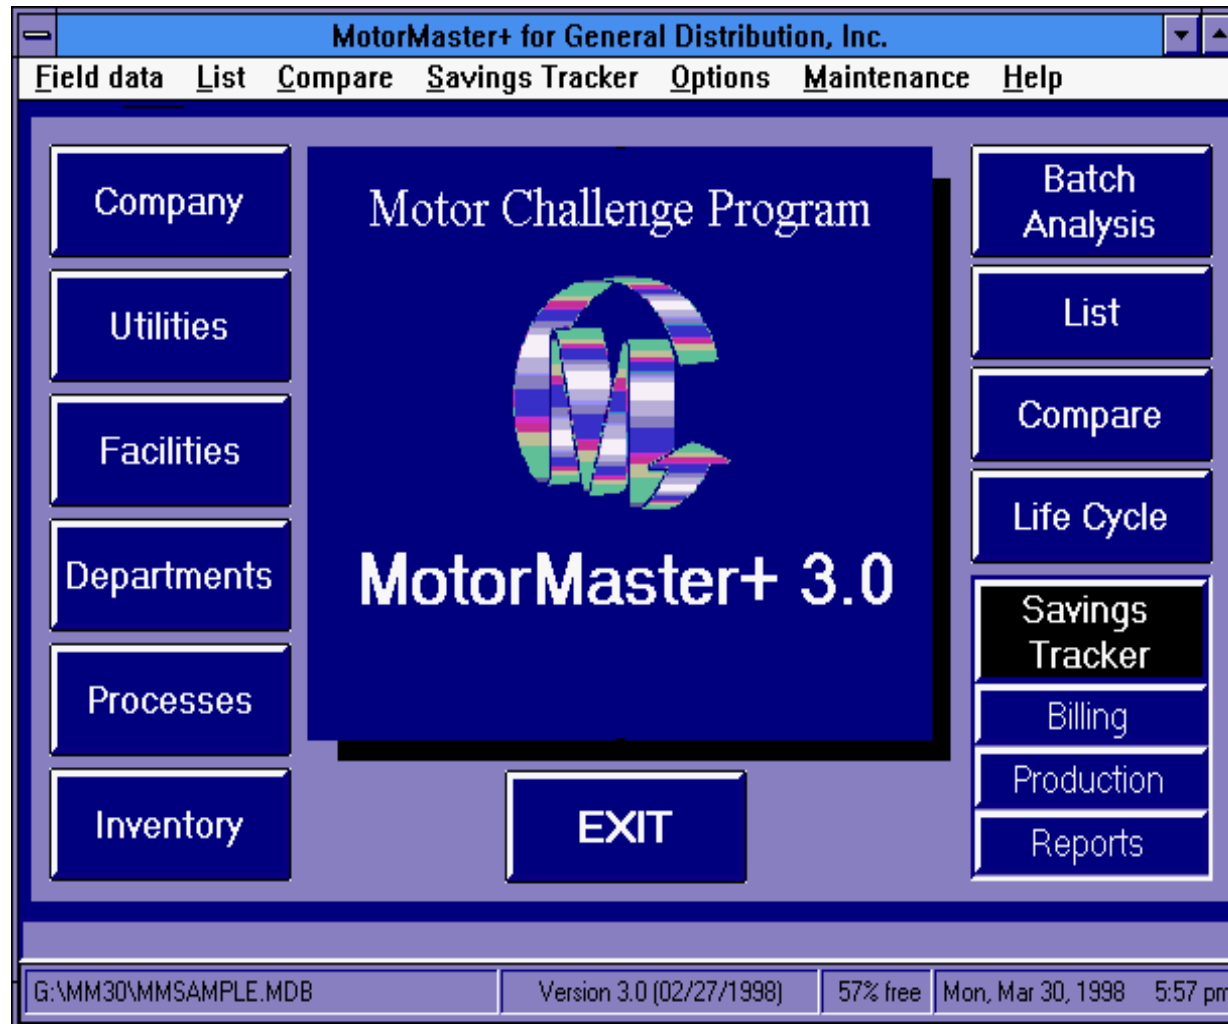 MotorMaster+ for General Distribution, Inc.
Field data List Compare Savings Tracker Options Maintenance Help
Company
Utilities
Facilities
Departments
Processes
Inventory
Motor Challenge Program
MC
MotorMaster+ 3.0
EXIT
Batch
Analysis
List
Compare
Life Cycle
Savings
Tracker
Billing
Production
Reports
G:\MM30\MMSAMPLE.MDB Version 3.0 (02/27/1998) 57% free Mon, Mar 30, 1998 5:57 pm